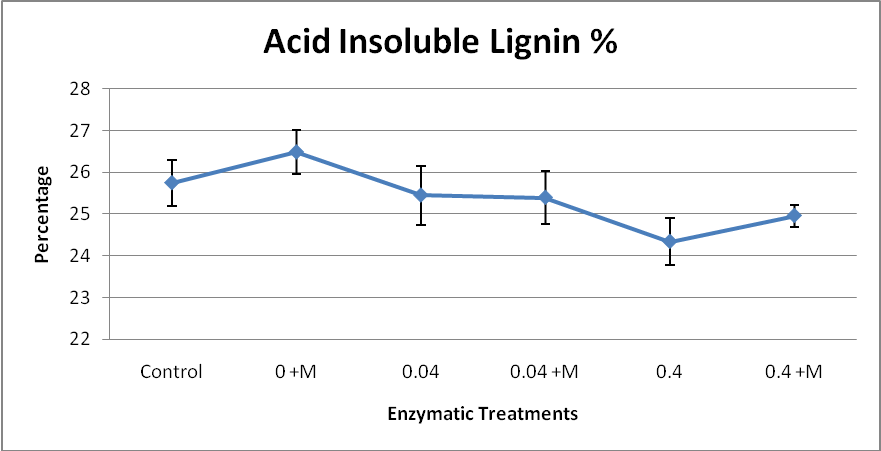 Acid Insoluble Lignin %
28
27
26
25
24
23
22
Percentage
Control 0 +M 0.04 0.04 +M 0.4 0.4 +M
Enzymatic Treatments